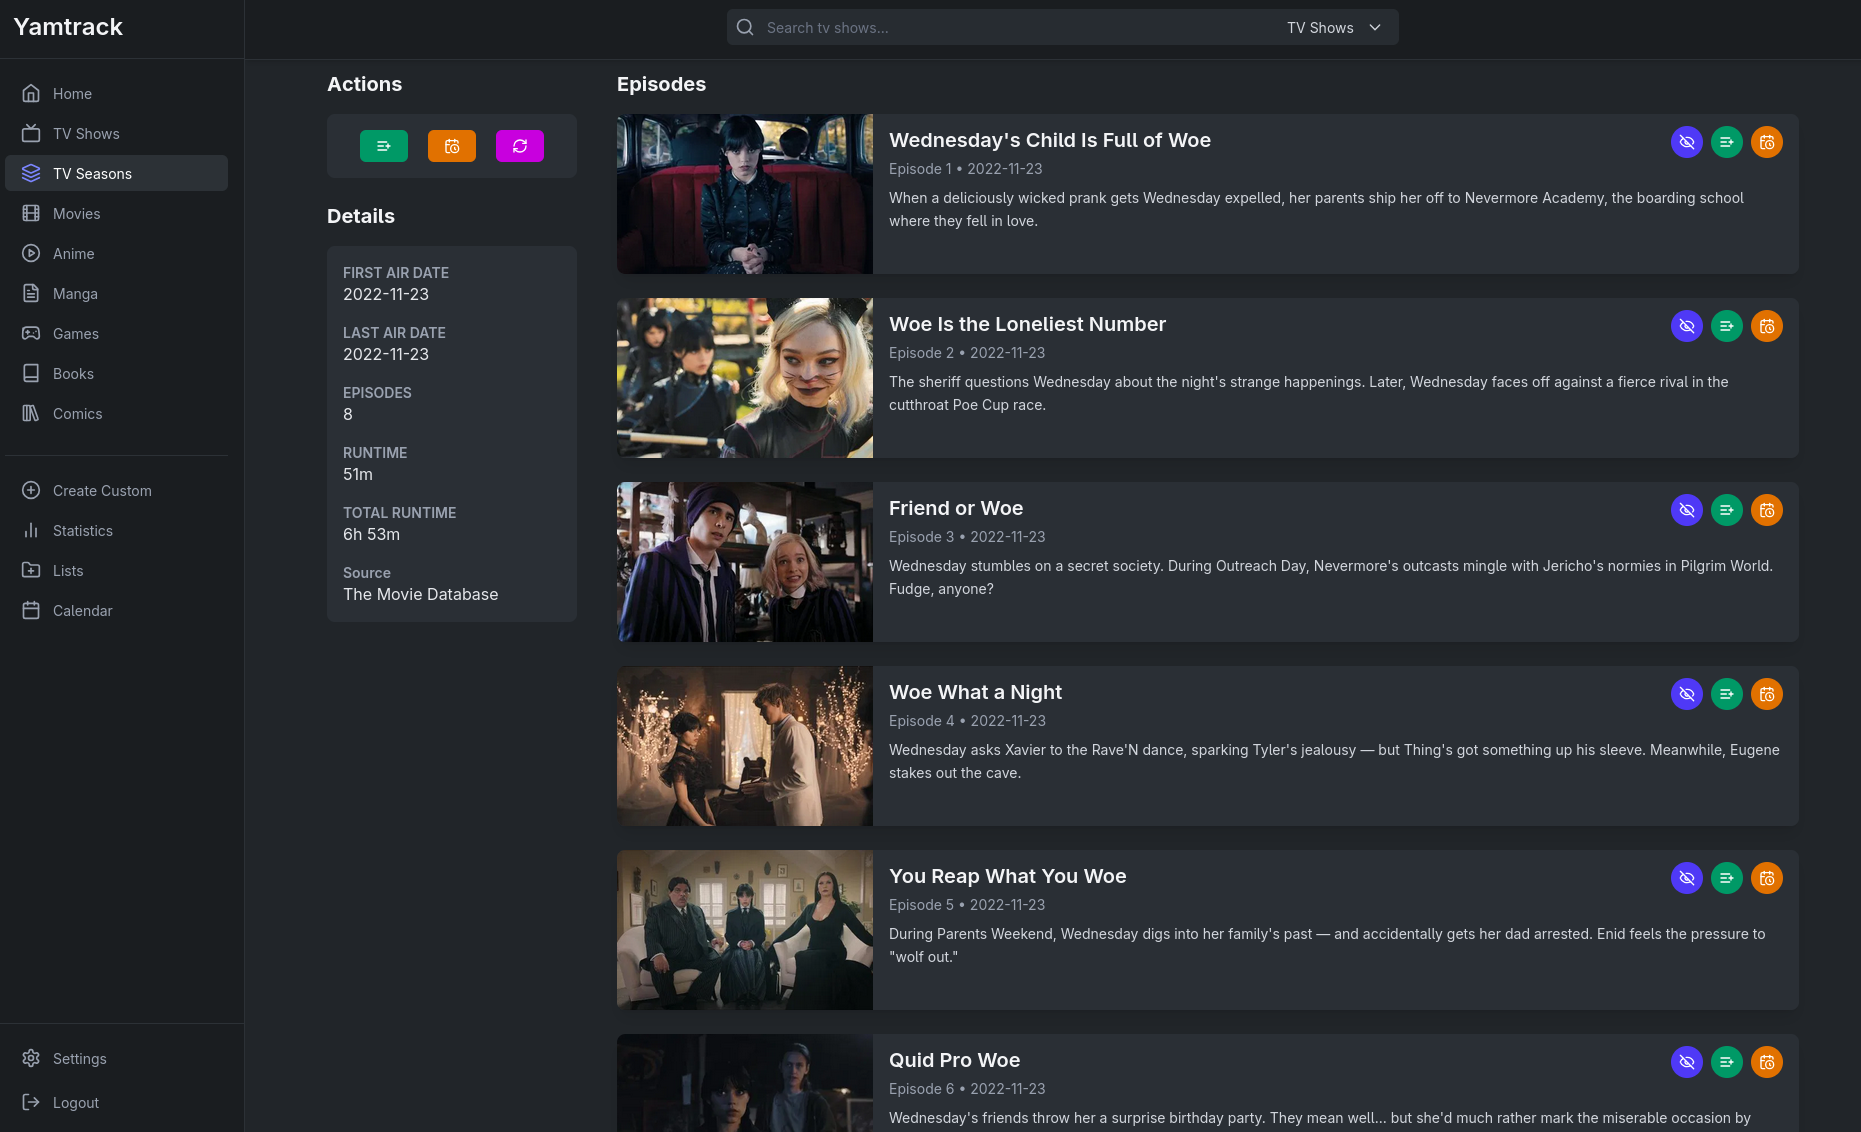 Yamtrack
Search tv shows...
TV Shows
Home
TV Shows
TV Seasons
Movies
Anime
Manga
Games
Books
Comics
Create Custom
Statistics
Lists
Calendar
Settings
Logout
Actions
Details
FIRST AIR DATE
2022-11-23
LAST AIR DATE
2022-11-23
EPISODES
8
RUNTIME
51m
TOTAL RUNTIME
6h 53m
Source
The Movie Database
Episodes
Wednesday's Child Is Full of Woe
Episode 1 • 2022-11-23
When a deliciously wicked prank gets Wednesday expelled, her parents ship her off to Nevermore Academy, the boarding school
where they fell in love.
Woe Is the Loneliest Number
Episode 2 • 2022-11-23
The sheriff questions Wednesday about the night's strange happenings. Later, Wednesday faces off against a fierce rival in the
cutthroat Poe Cup race.
Friend or Woe
Episode 3 • 2022-11-23
Wednesday stumbles on a secret society. During Outreach Day, Nevermore's outcasts mingle with Jericho's normies in Pilgrim World.
Fudge, anyone?
Woe What a Night
Episode 4 • 2022-11-23
Wednesday asks Xavier to the Rave'N dance, sparking Tyler's jealousy — but Thing's got something up his sleeve. Meanwhile, Eugene
stakes out the cave.
You Reap What You Woe
Episode 5 • 2022-11-23
During Parents Weekend, Wednesday digs into her family's past — and accidentally gets her dad arrested. Enid feels the pressure to
"wolf out."
Quid Pro Woe
Episode 6 • 2022-11-23
Wednesday's friends throw her a surprise birthday party. They mean well... but she'd much rather mark the miserable occasion by